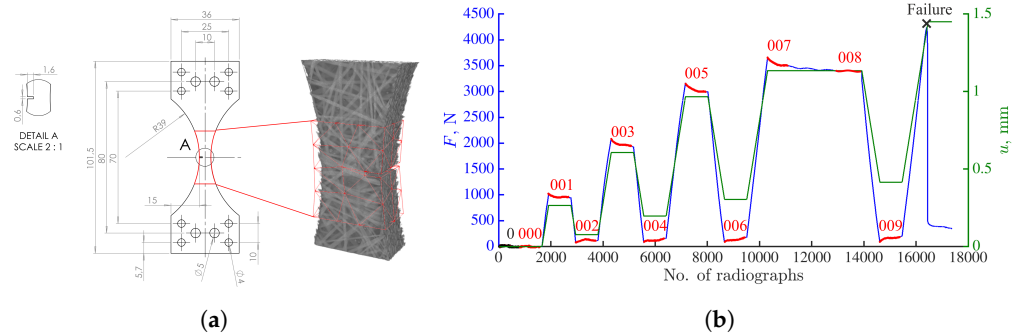 36
25
10
1.6
0.6
DETAIL A
SCALE 2 : 1
R39
A
101,5
80
70
15
5,7
Φ5
Φ4
10
(a)
Failure
4500
4000
3500
3000
2500
2000
1500
1000
500
0
F, N
0
000
001
002
003
004
005
006
007
008
009
1.5
1
0.5
0
u, mm
0 2000 4000 6000 8000 10000 12000 14000 16000 18000
No. of radiographs
(b)